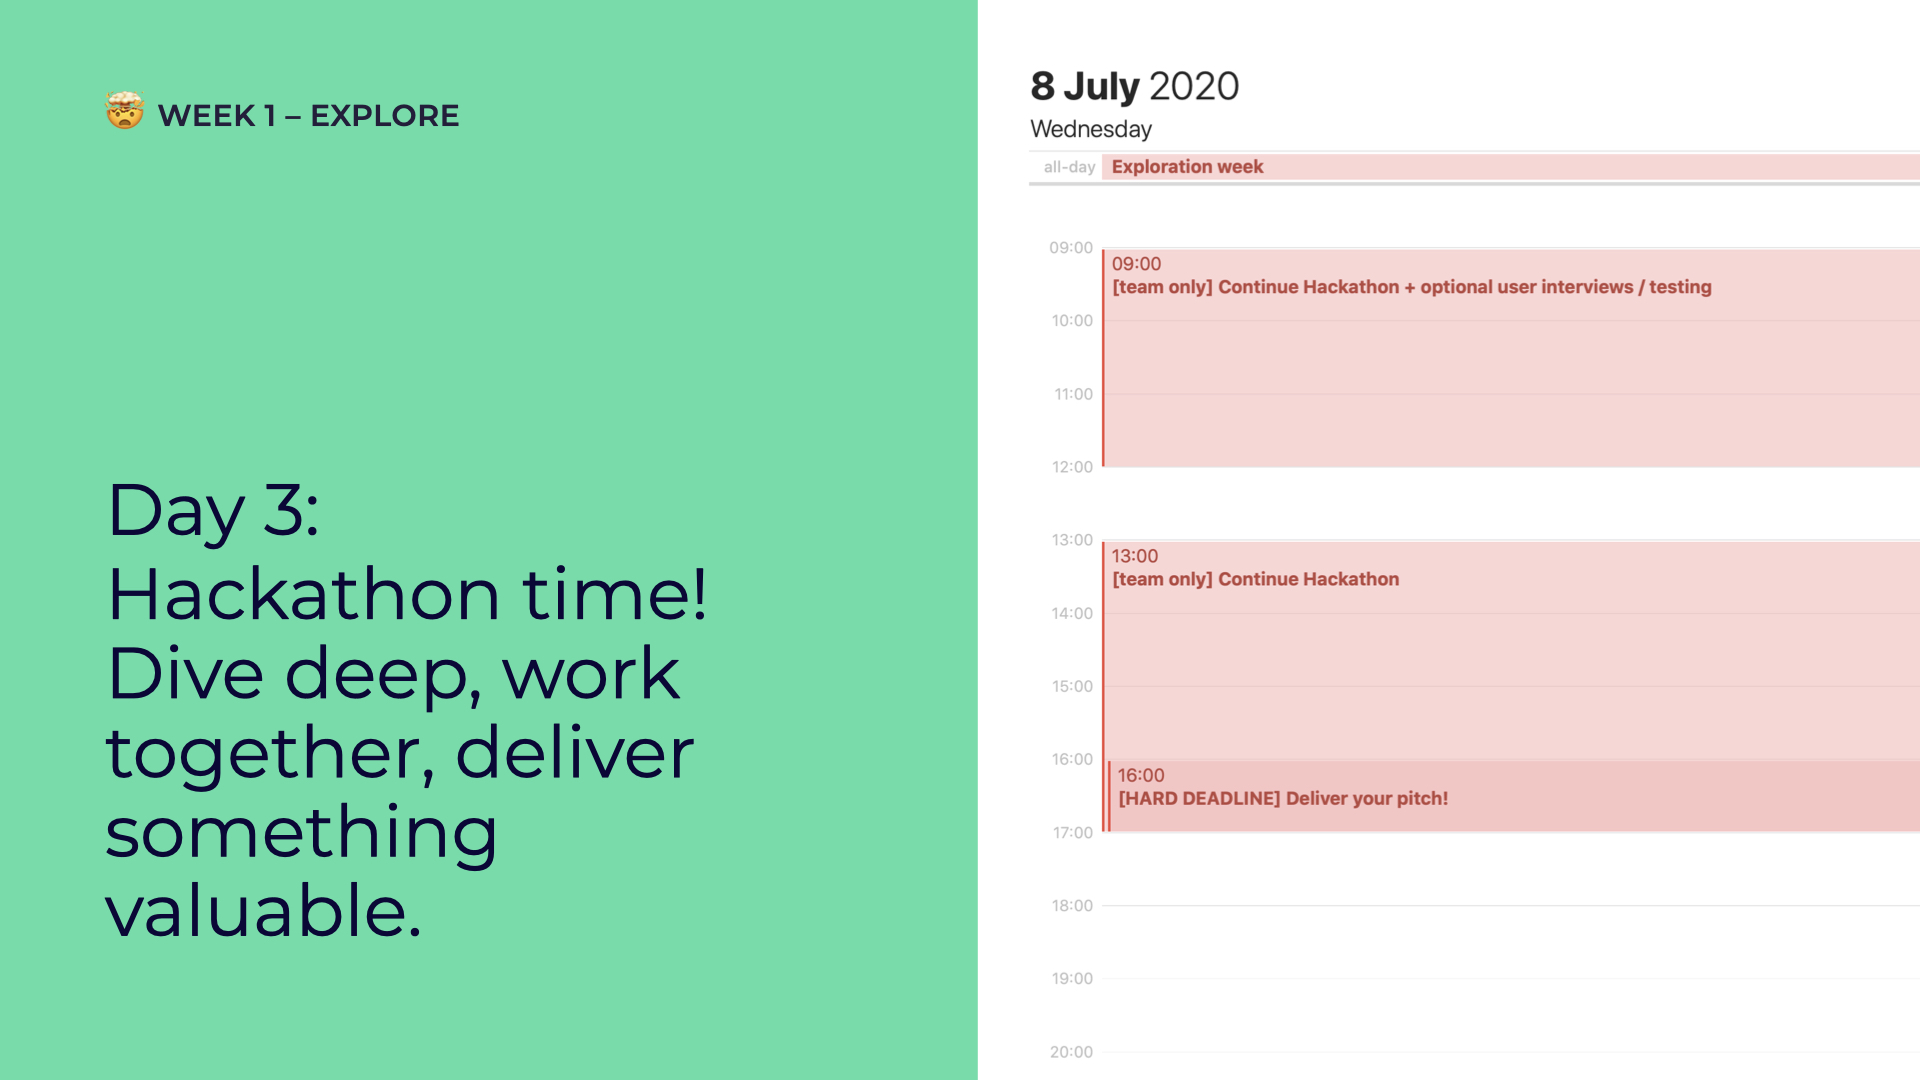 🤯 WEEK 1 – EXPLORE
Day 3:
Hackathon time!
Dive deep, work
together, deliver
something
valuable.
8 July 2020
Wednesday
all-day Exploration week
09:00
09:00
[team only] Continue Hackathon + optional user interviews / testing
10:00
11:00
12:00
13:00
13:00
[team only] Continue Hackathon
14:00
15:00
16:00
16:00
[HARD DEADLINE] Deliver your pitch!
17:00
18:00
19:00
20:00